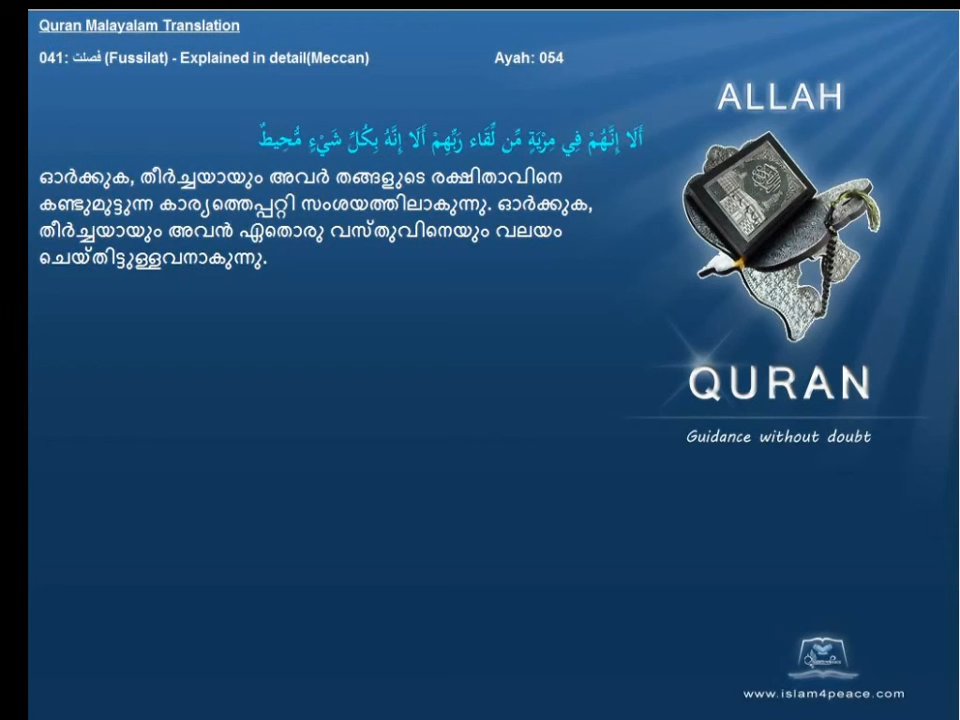 Quran Malayalam Translation
041: فصلت (Fussilat) - Explained in detail(Meccan) Ayah: 054
ALLAH
أَلَا إِنَّهُمْ فِي مِرْيَةٍ مِّن لِّقَاء رَبِّهِمْ أَلَا إِنَّهُ بِكُلِّ شَيْءٍ مُّحِيطٌ
ഓർക്കുക, തീർച്ചയായും അവർ തങ്ങളുടെ രക്ഷിതാവിനെ
കണ്ടുമുട്ടുന്ന കാര്യത്തെപ്പറ്റി സംശയത്തിലാകുന്നു. ഓർക്കുക,
തീർച്ചയായും അവൻ ഏതൊരു വസ്തുവിനെയും വലയം
ചെയ്തിട്ടുള്ളവനാകുന്നു.
QURAN
Guidance without doubt
www.islam4peace.com